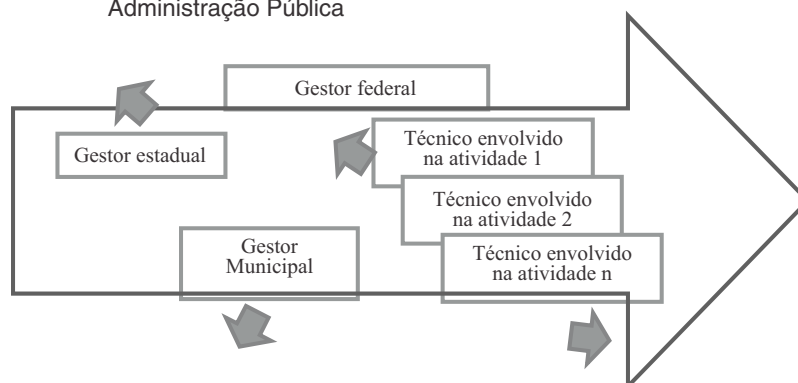 Administração Pública
Gestor federal
Gestor estadual
Técnico envolvido
na atividade 1
Técnico envolvido
na atividade 2
Gestor
Municipal
Técnico envolvido
na atividade n